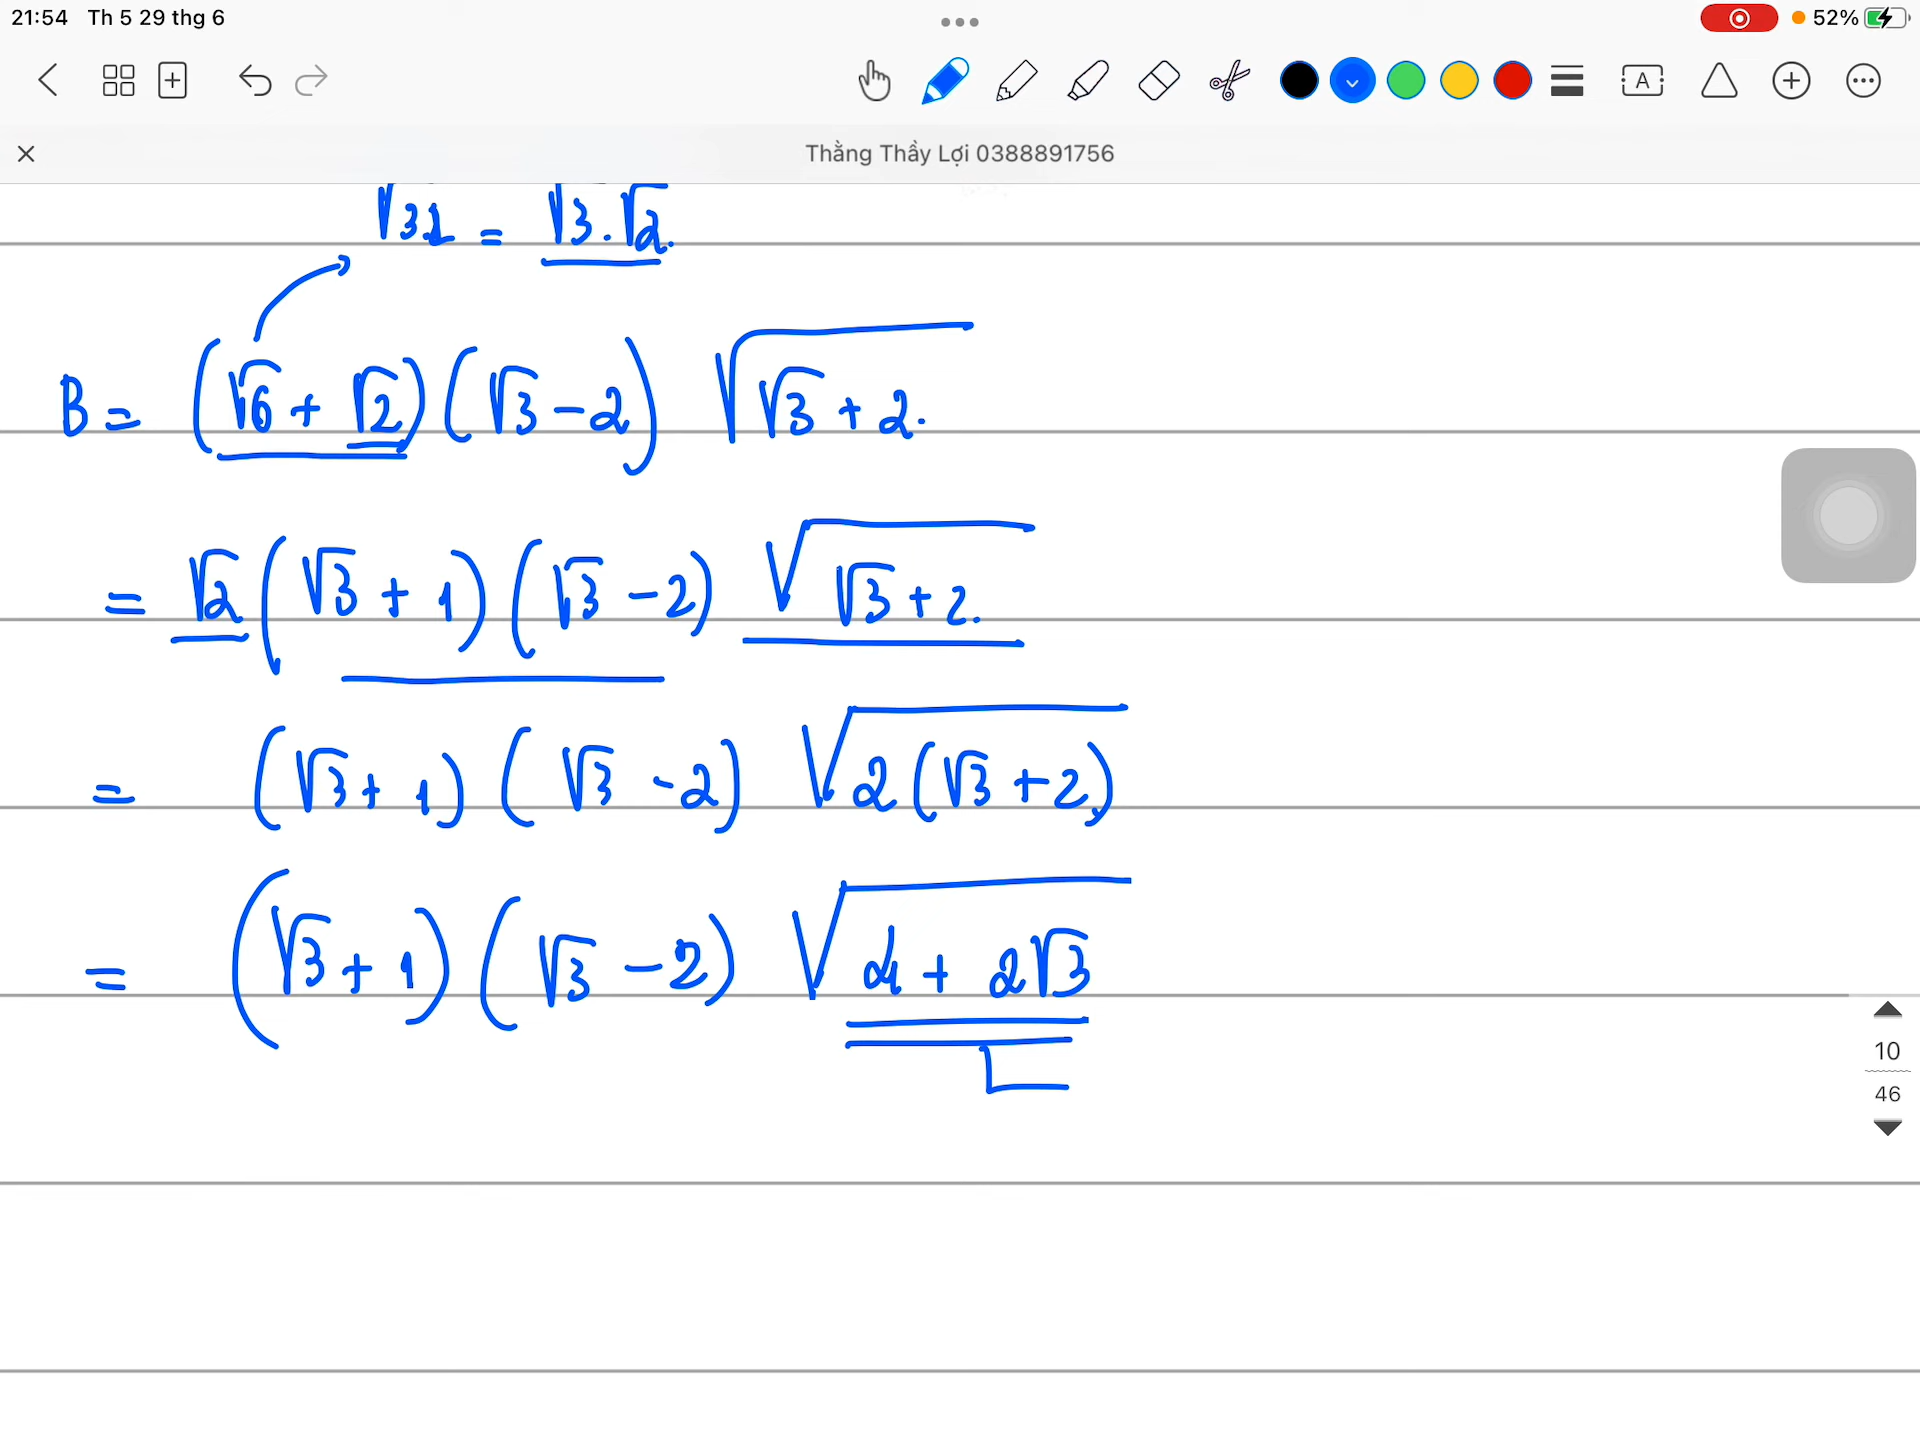 21:54 Th 5 29 thg 6
52%
A
Thằng Thầy Lợi 0388891756
√3.2 = √3.√2.
B = (√6 + √2)(√3 - 2) √(√3 + 2.)
= √2 (√3 + 1)(√3 - 2) √(√3 + 2.)
= (√3 + 1)(√3 - 2) √(2(√3 + 2))
= (√3 + 1)(√3 - 2) √(4 + 2√3)
10
46